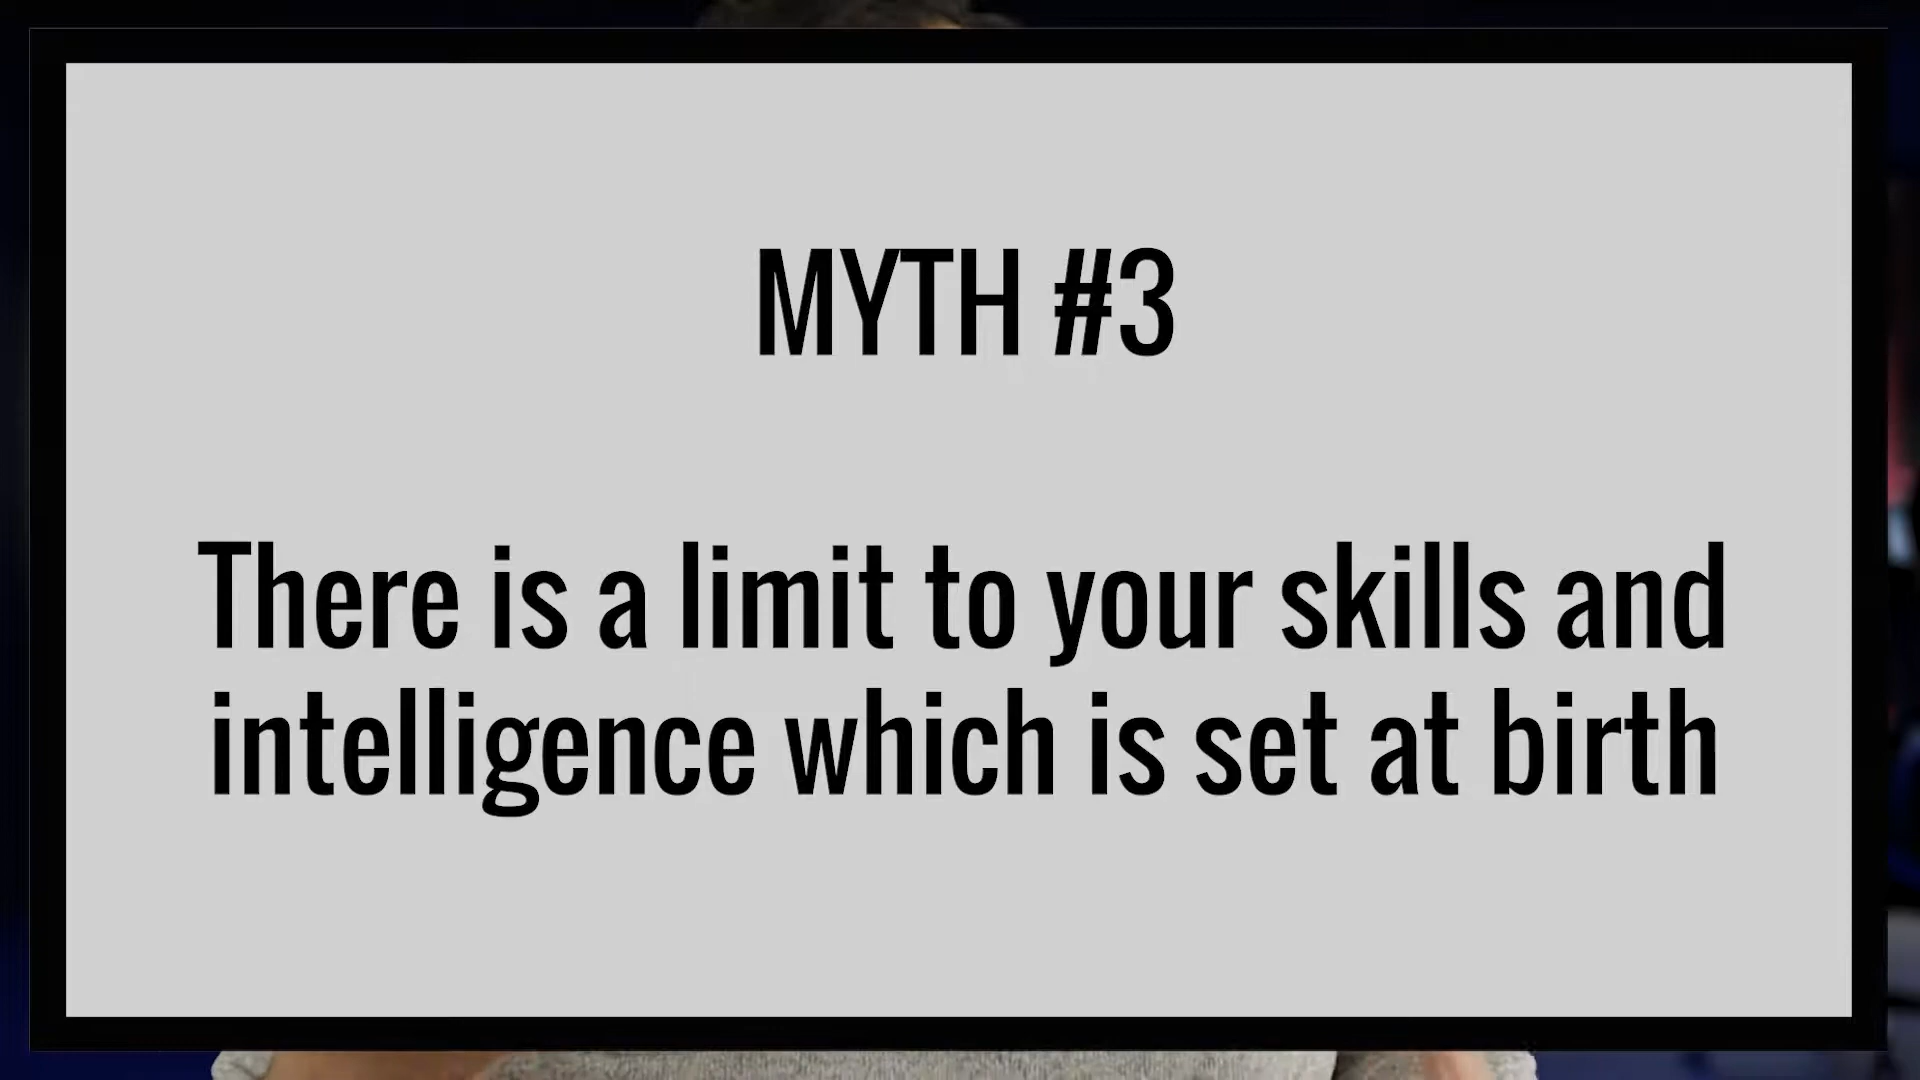 MYTH #3
There is a limit to your skills and
intelligence which is set at birth